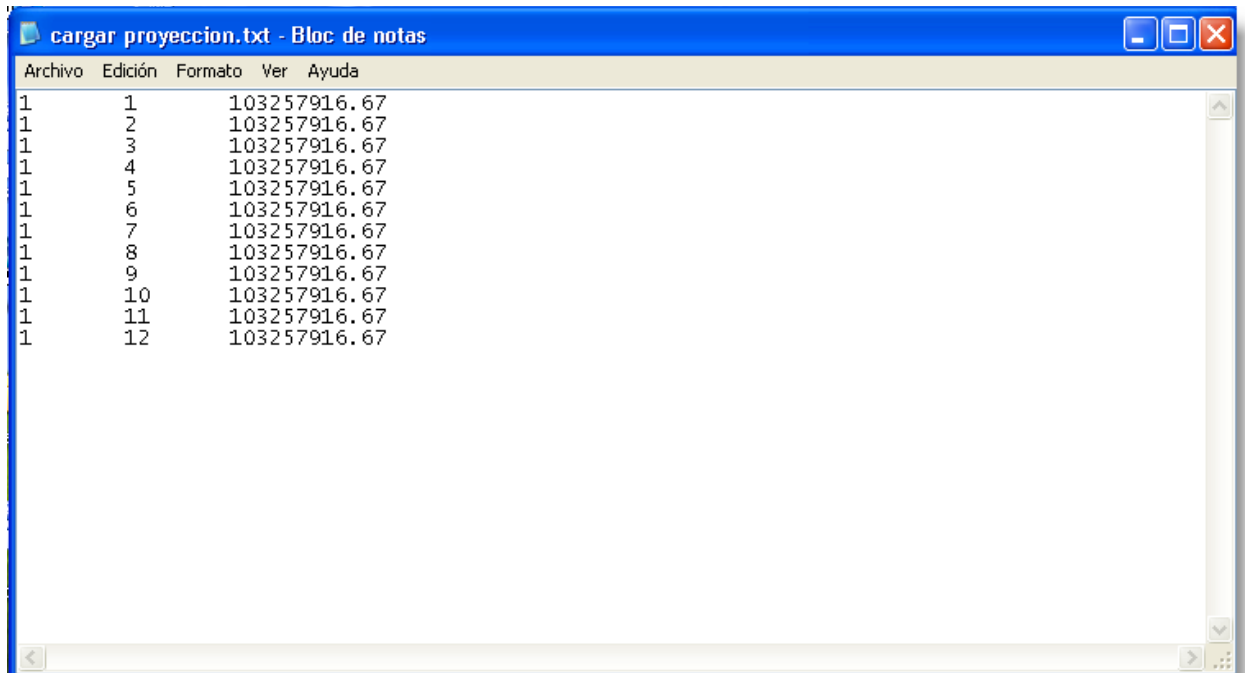 cargar proyeccion.txt - Bloc de notas
Archivo Edición Formato Ver Ayuda
1 1 103257916.67
1 2 103257916.67
1 3 103257916.67
1 4 103257916.67
1 5 103257916.67
1 6 103257916.67
1 7 103257916.67
1 8 103257916.67
1 9 103257916.67
1 10 103257916.67
1 11 103257916.67
1 12 103257916.67